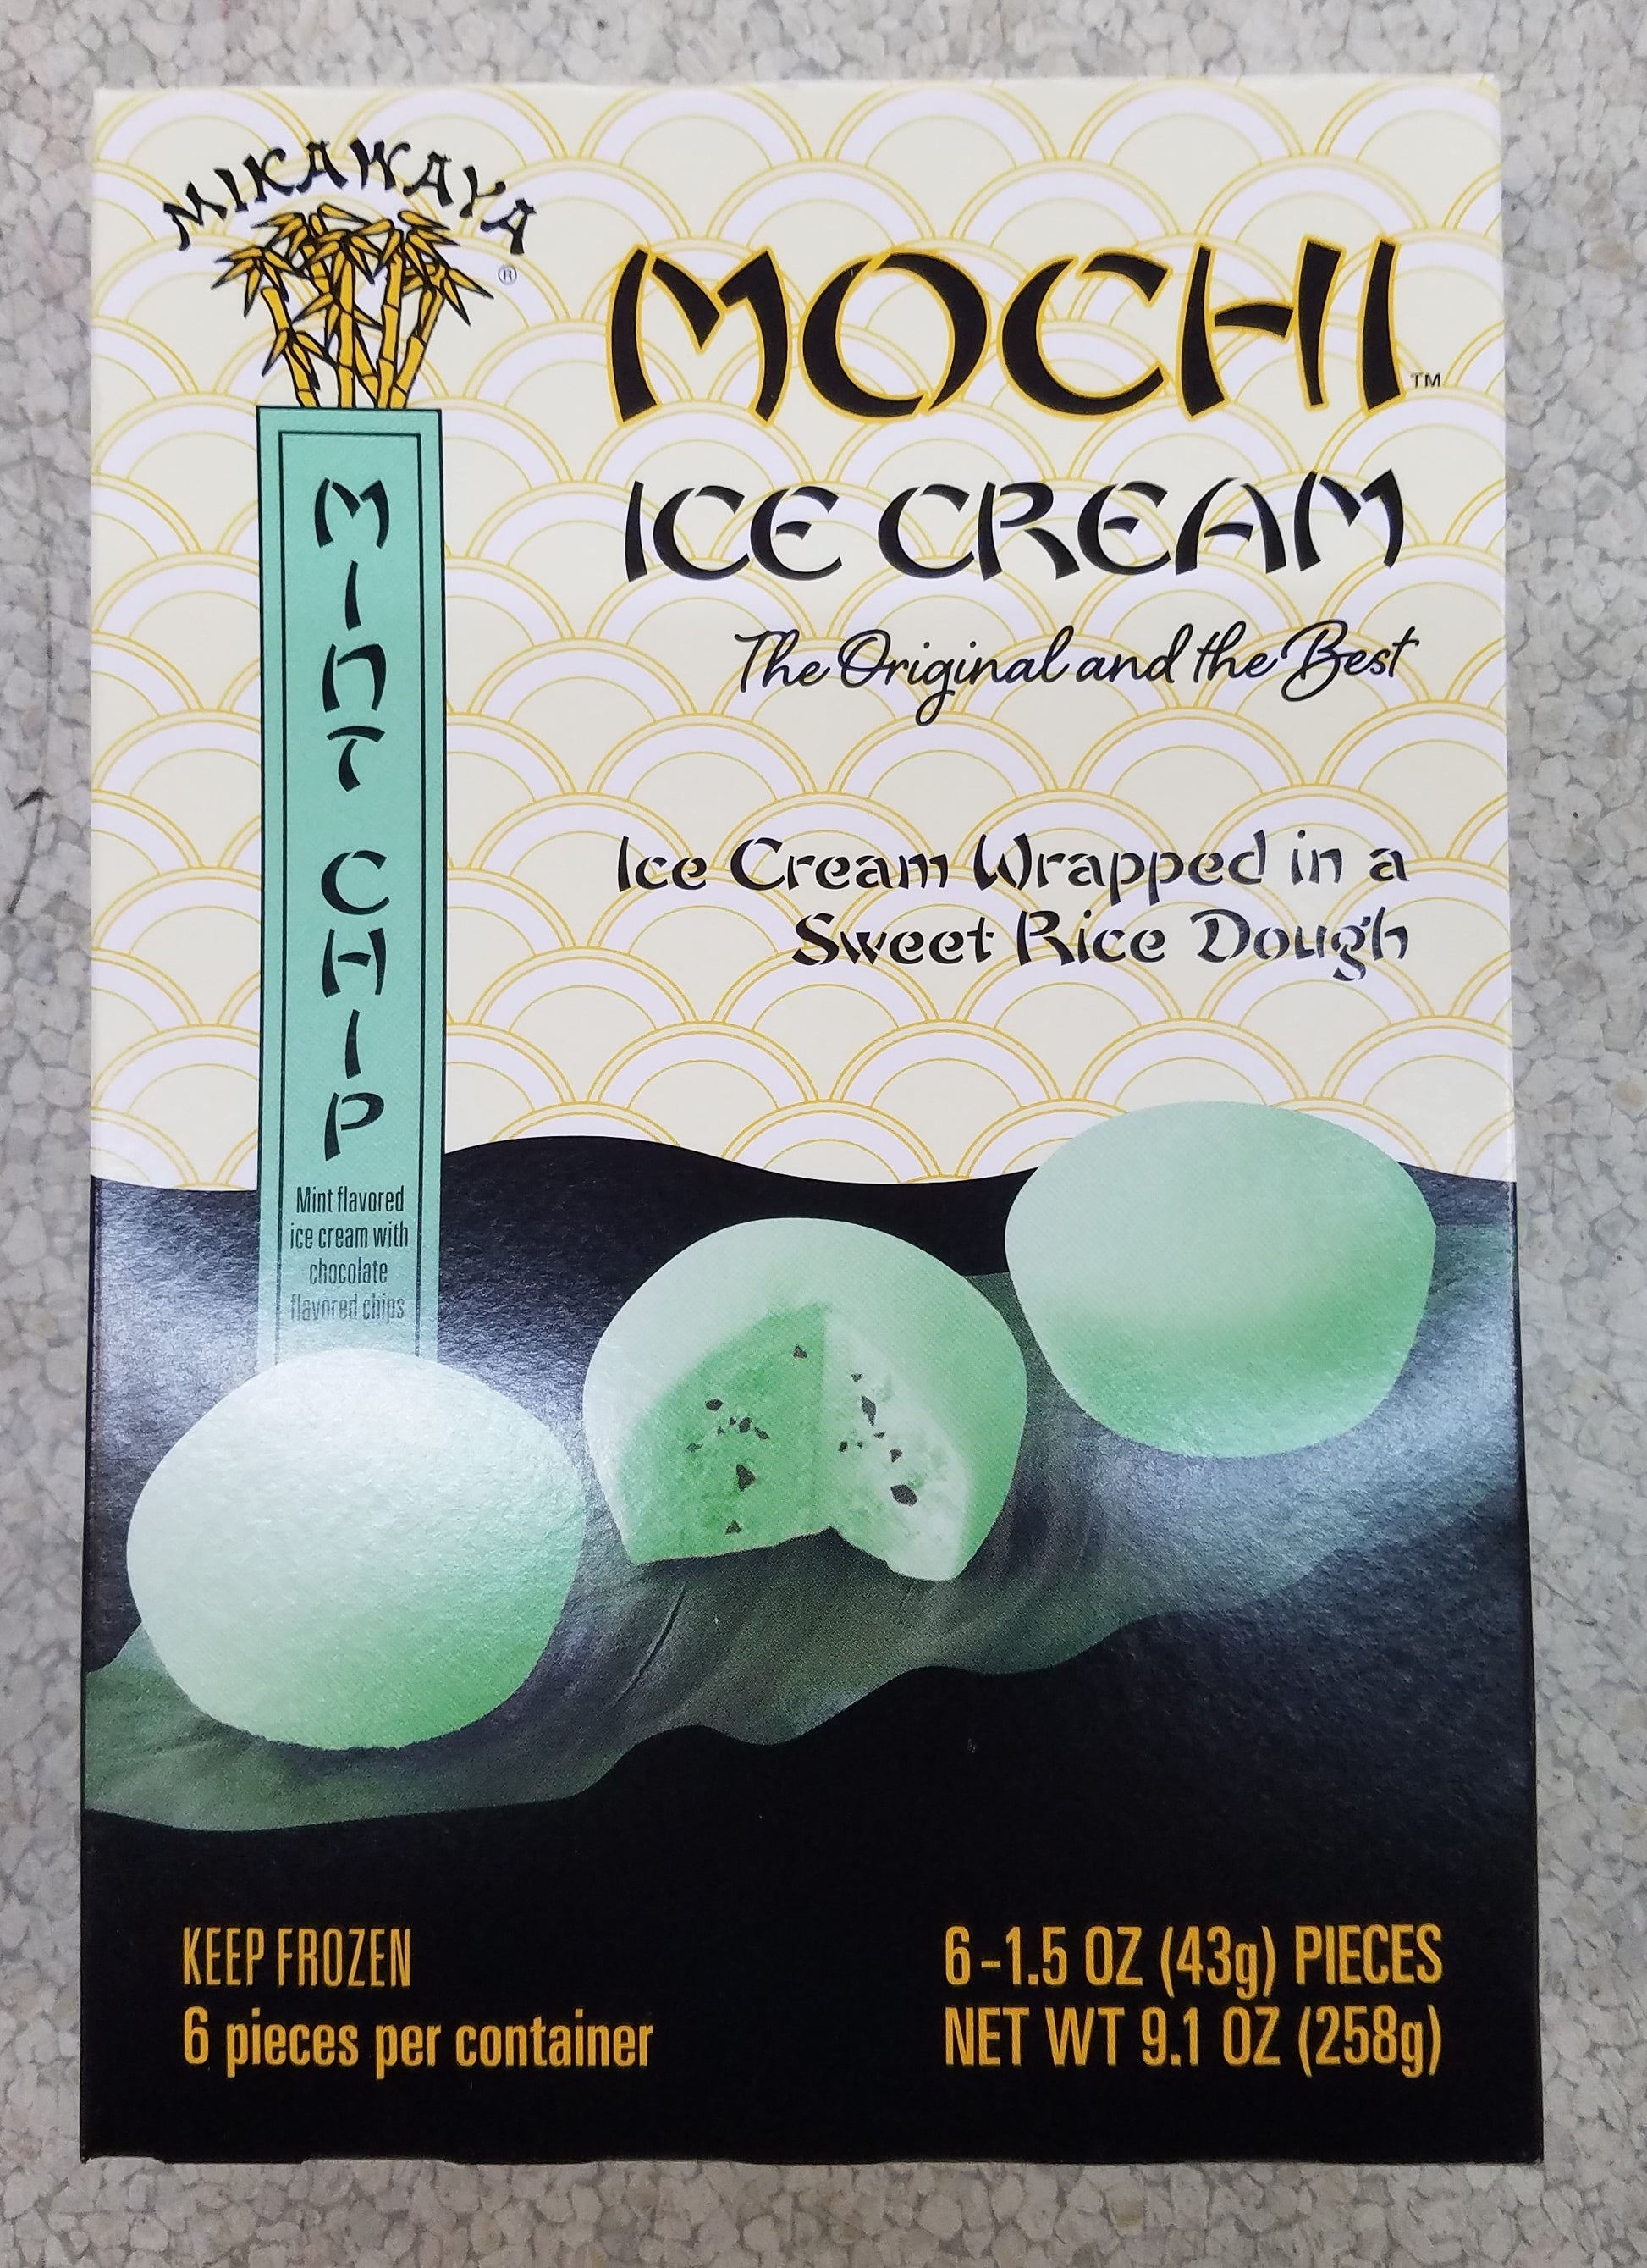 MIKAWAYA
®
MOCHI™
ICE CREAM
The Original and the Best
Ice Cream Wrapped in a
Sweet Rice Dough
MINT CHIP
Mint flavored
ice cream with
chocolate
flavored chips
KEEP FROZEN
6 pieces per container
6-1.5 OZ (43g) PIECES
NET WT 9.1 OZ (258g)